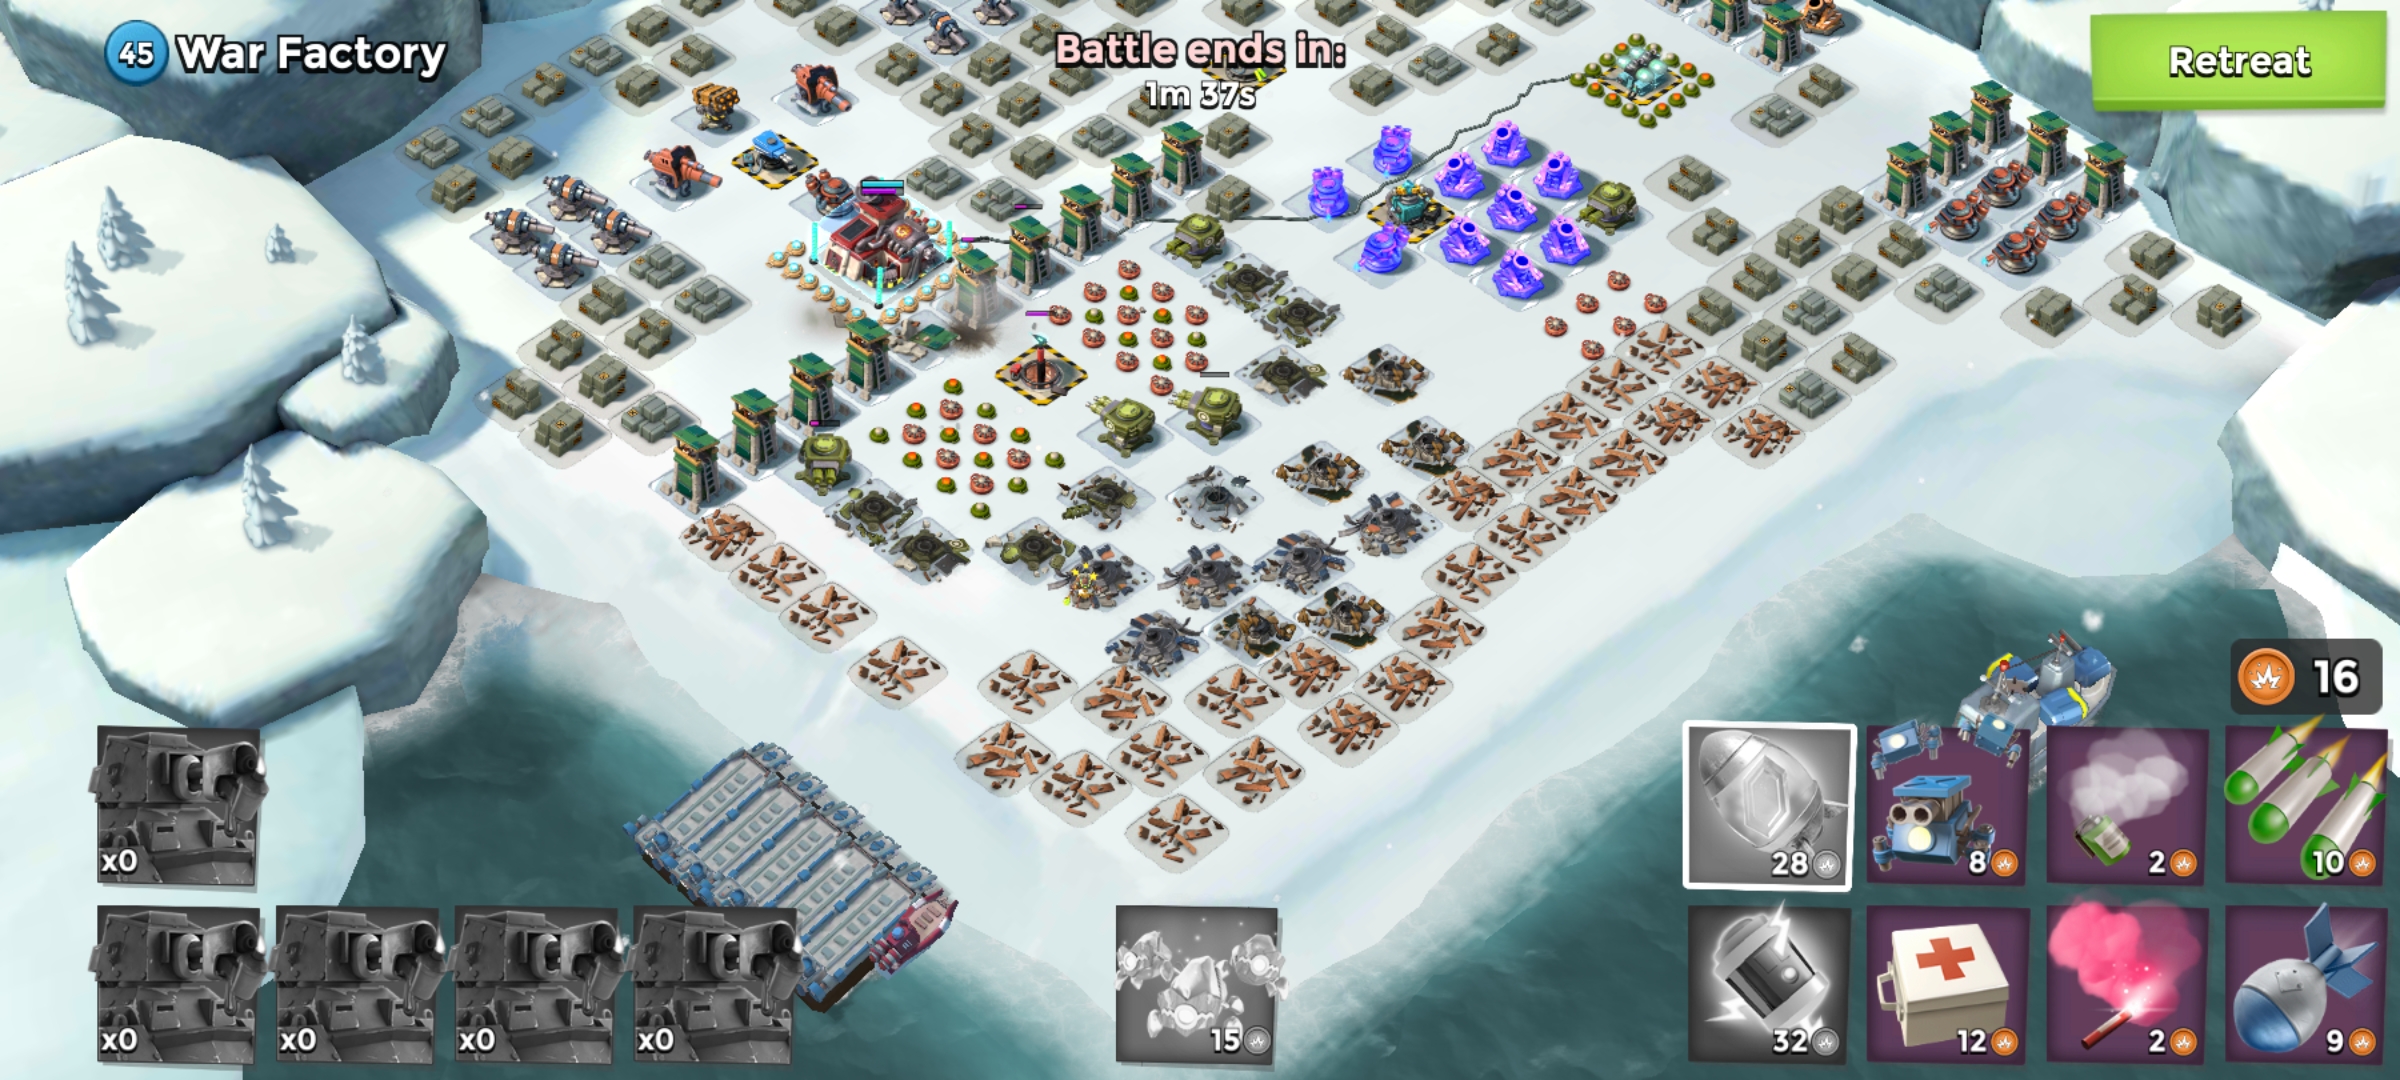 45 War Factory
Battle ends in:
1m 37s
Retreat
16
x0
28
8
2
10
x0
x0
x0
x0
15
32
12
2
9